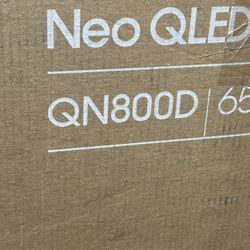 Neo QLED
QN800D | 65